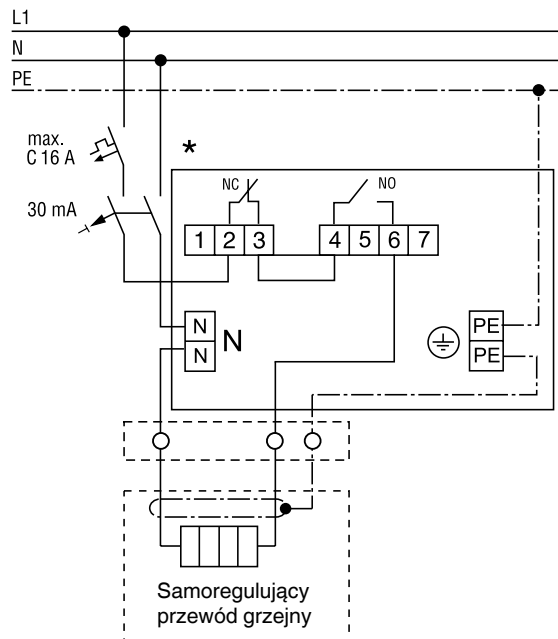 L1
N
PE
max.
C 16 A
*
30 mA
NC
NO
1 2 3
4 5 6 7
N
N
N
PE
PE
Samoregulujący
przewód grzejny